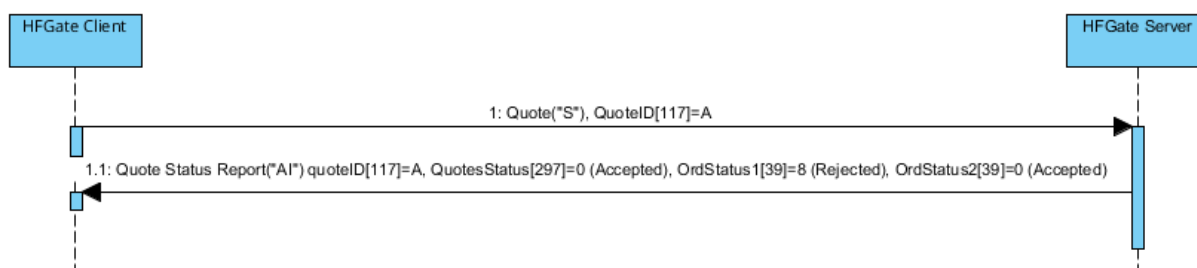 HFGate Client
HFGate Server
1: Quote("S"), QuoteID[117]=A
1.1: Quote Status Report("AI") quoteID[117]=A, QuotesStatus[297]=0 (Accepted), OrdStatus1[39]=8 (Rejected), OrdStatus2[39]=0 (Accepted)